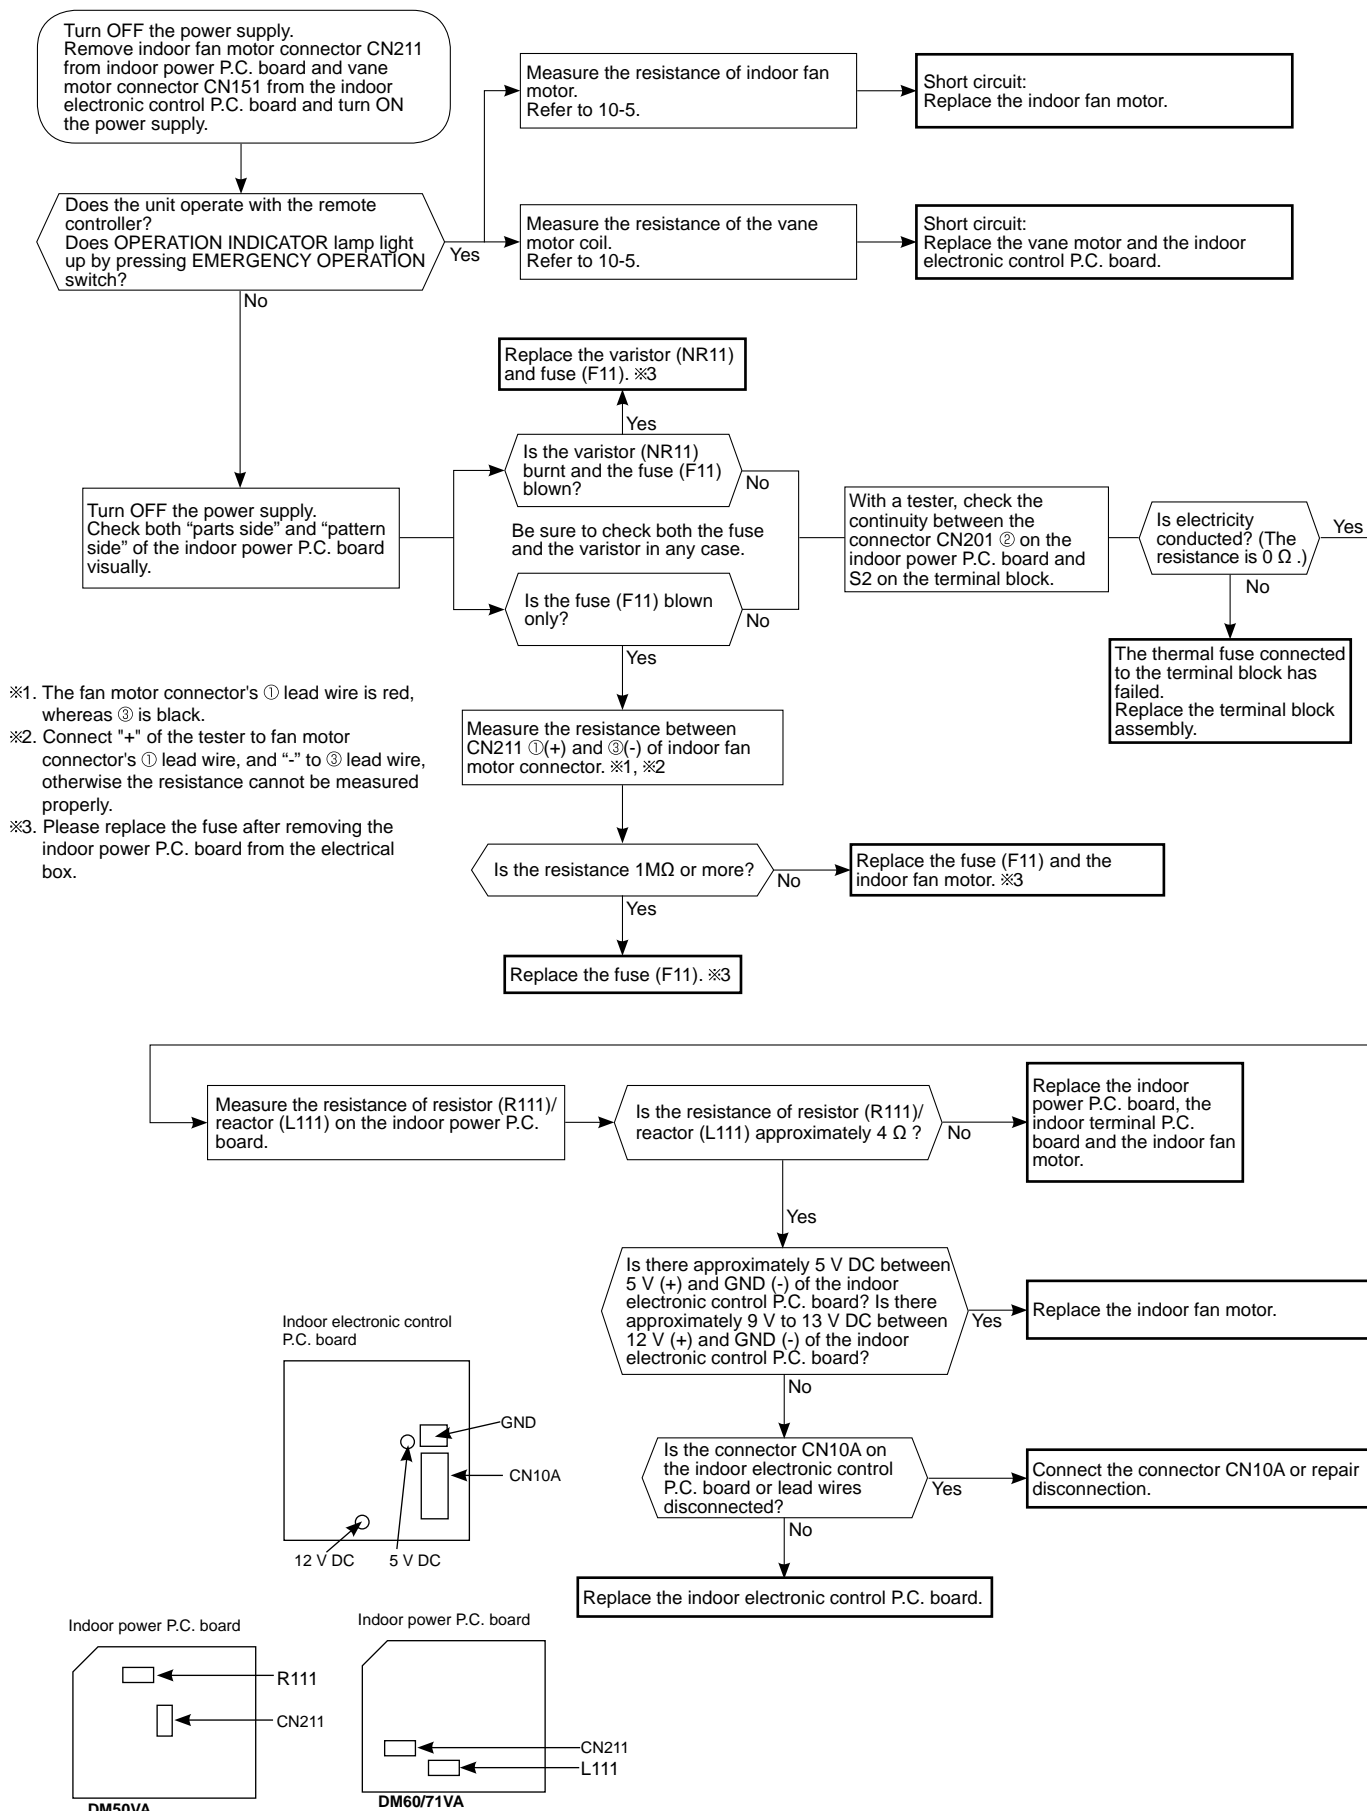 Turn OFF the power supply.
Remove indoor fan motor connector CN211
from indoor power P.C. board and vane
motor connector CN151 from the indoor
electronic control P.C. board and turn ON
the power supply.
Measure the resistance of indoor fan
motor.
Refer to 10-5.
Short circuit:
Replace the indoor fan motor.
Does the unit operate with the remote
controller?
Does OPERATION INDICATOR lamp light
up by pressing EMERGENCY OPERATION
switch?
Yes
Measure the resistance of the vane
motor coil.
Refer to 10-5.
Short circuit:
Replace the vane motor and the indoor
electronic control P.C. board.
No
Replace the varistor (NR11)
and fuse (F11). ※3
Yes
Is the varistor (NR11)
burnt and the fuse (F11)
blown?
No
Turn OFF the power supply.
Check both “parts side” and “pattern
side” of the indoor power P.C. board
visually.
Be sure to check both the fuse
and the varistor in any case.
With a tester, check the
continuity between the
connector CN201 ② on the
indoor power P.C. board and
S2 on the terminal block.
Is electricity
conducted? (The
resistance is 0 Ω .)
Yes
Is the fuse (F11) blown
only?
No
No
Yes
The thermal fuse connected
to the terminal block has
failed.
Replace the terminal block
assembly.
※1. The fan motor connector's ① lead wire is red,
whereas ③ is black.
※2. Connect "+" of the tester to fan motor
connector's ① lead wire, and “-” to ③ lead wire,
otherwise the resistance cannot be measured
properly.
※3. Please replace the fuse after removing the
indoor power P.C. board from the electrical
box.
Measure the resistance between
CN211 ①(+) and ③(-) of indoor fan
motor connector. ※1, ※2
Is the resistance 1MΩ or more?
No
Replace the fuse (F11) and the
indoor fan motor. ※3
Yes
Replace the fuse (F11). ※3
Measure the resistance of resistor (R111)/
reactor (L111) on the indoor power P.C.
board.
Is the resistance of resistor (R111)/
reactor (L111) approximately 4 Ω ?
No
Replace the indoor
power P.C. board, the
indoor terminal P.C.
board and the indoor fan
motor.
Yes
Is there approximately 5 V DC between
5 V (+) and GND (-) of the indoor
electronic control P.C. board? Is there
approximately 9 V to 13 V DC between
12 V (+) and GND (-) of the indoor
electronic control P.C. board?
Yes
Replace the indoor fan motor.
No
Is the connector CN10A on
the indoor electronic control
P.C. board or lead wires
disconnected?
Yes
Connect the connector CN10A or repair
disconnection.
No
Replace the indoor electronic control P.C. board.
Indoor electronic control
P.C. board
GND
CN10A
12 V DC
5 V DC
Indoor power P.C. board
R111
CN211
DM50VA
Indoor power P.C. board
CN211
L111
DM60/71VA